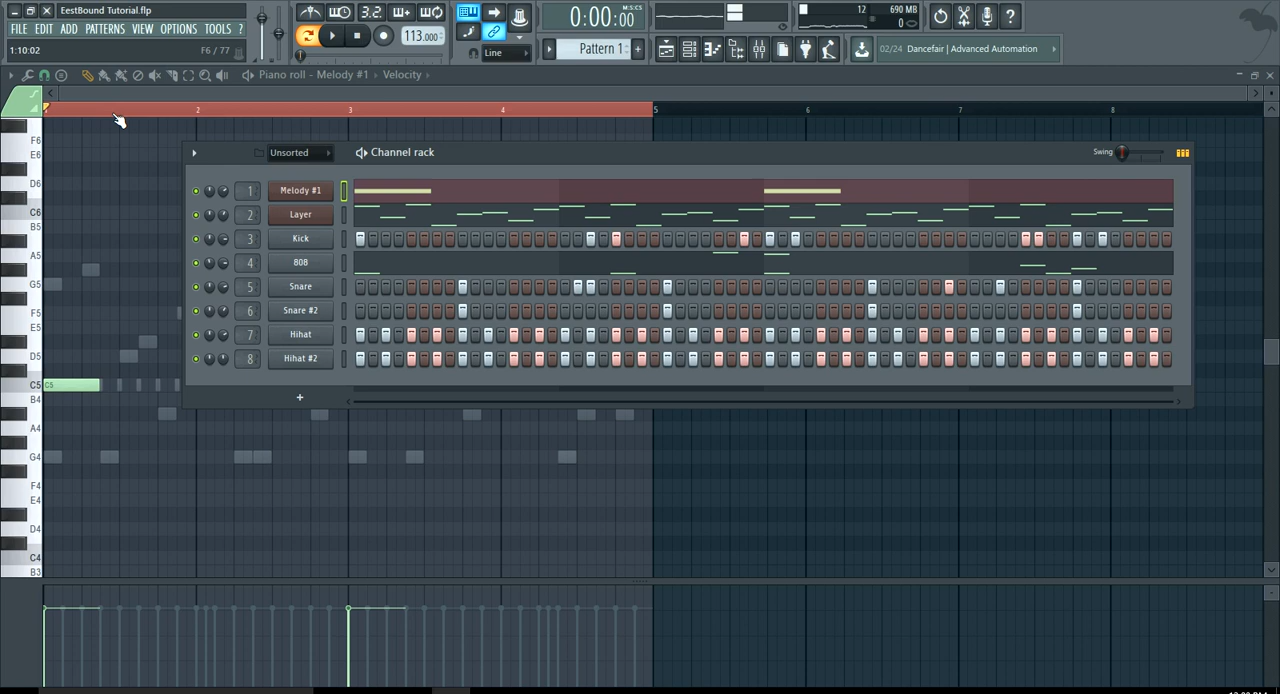 EestBound Tutorial.flp
FILE EDIT ADD PATTERNS VIEW OPTIONS TOOLS ?
1:10:02 F6 / 77
3.2
113.000
Line
0:00:00
M:S:CS
Pattern 1
+
12
690 MB
0
?
02/24 Dancefair | Advanced Automation
Piano roll - Melody #1 Velocity
1 2 3 4 5 6 7 8
F6
E6
D6
C6
B5
A5
G5
F5
E5
D5
C5
B4
A4
G4
F4
E4
D4
C4
B3
C5
Unsorted
Channel rack
Swing
1 Melody #1
2 Layer
3 Kick
4 808
5 Snare
6 Snare #2
7 Hihat
8 Hihat #2
+